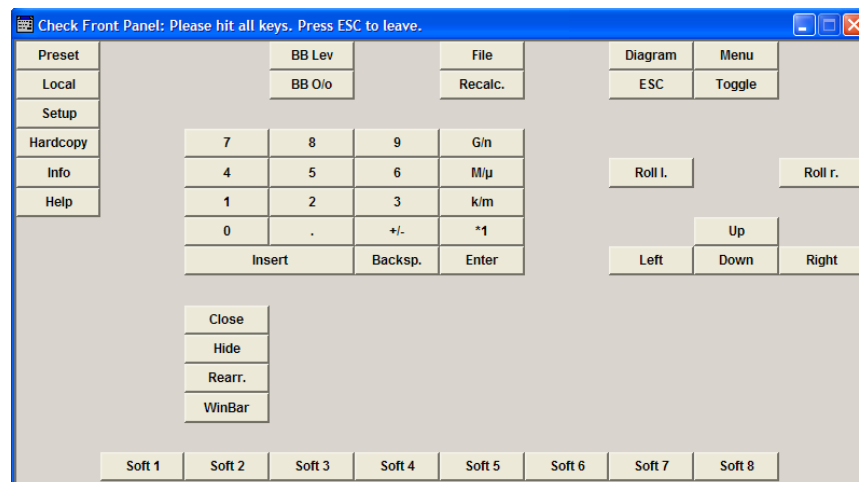 Check Front Panel: Please hit all keys. Press ESC to leave.
Preset BB Lev File Diagram Menu
Local BB O/o Recalc. ESC Toggle
Setup
Hardcopy 7 8 9 G/n
Info 4 5 6 M/µ Roll l. Roll r.
Help 1 2 3 k/m
0 . +/- *1 Up
Insert Backsp. Enter Left Down Right
Close
Hide
Rearr.
WinBar
Soft 1 Soft 2 Soft 3 Soft 4 Soft 5 Soft 6 Soft 7 Soft 8